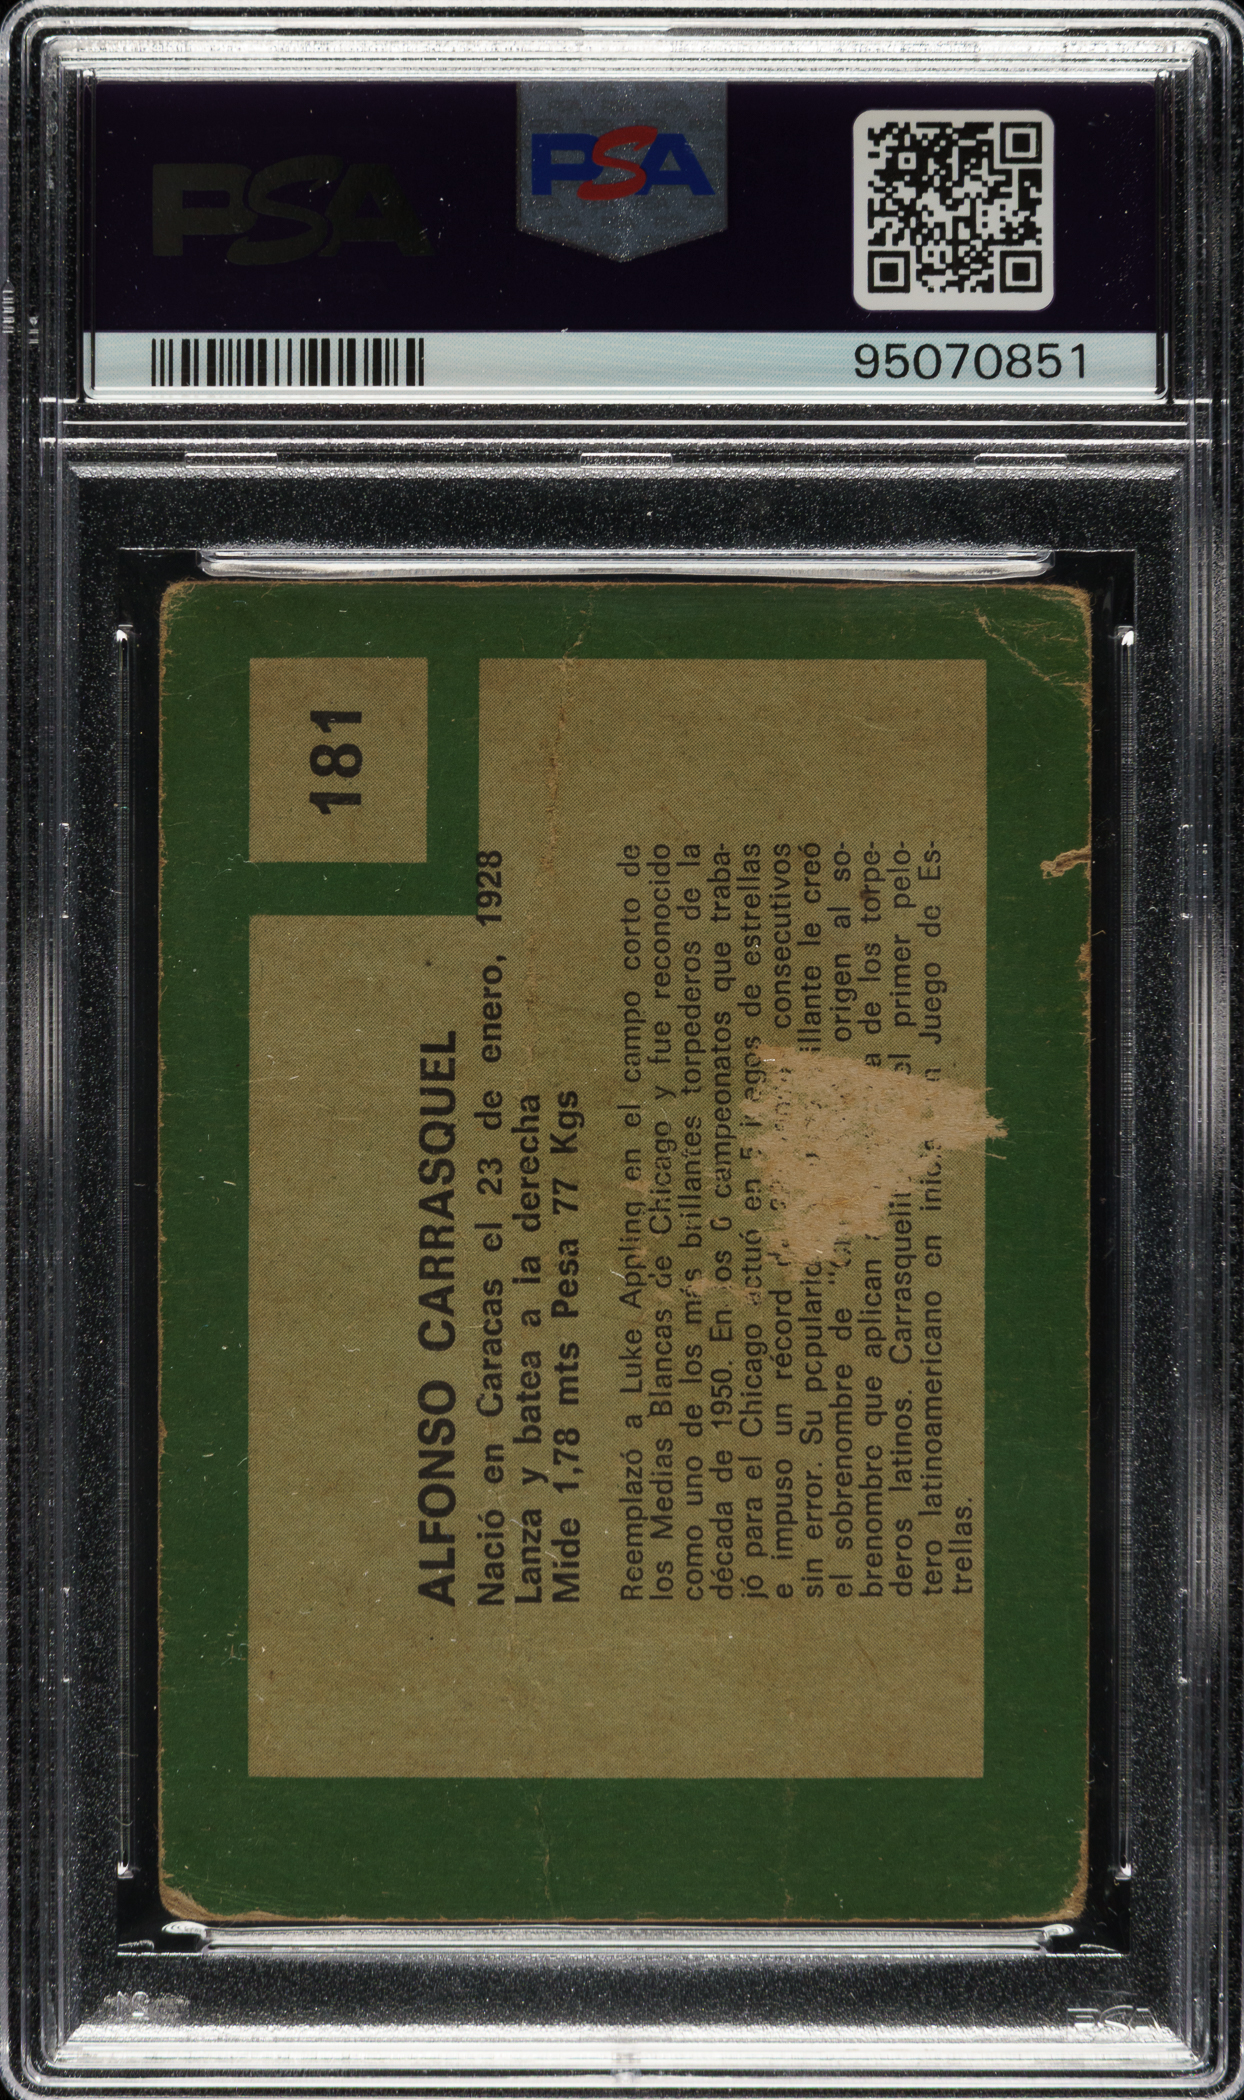 PSA
PSA
95070851
181
ALFONSO CARRASQUEL
Nació en Caracas el 23 de enero, 1928
Lanza y batea a la derecha
Mide 1,78 mts Pesa 77 Kgs
Reemplazó a Luke Appling en el campo corto de
los Medias Blancas de Chicago y fue reconocido
como uno de los más brillantes torpederos de la
década de 1950. En los 6 campeonatos que traba-
jó para el Chicago actuó en 5 juegos de estrellas
e impuso un récord consecutivos
sin error. Su le creó
el sobrenombre de origen al so-
brenombre que aplican de los torpe-
deros latinos. primer pelo-
tero latinoamericano en Juego de Es-
trellas.
PSA